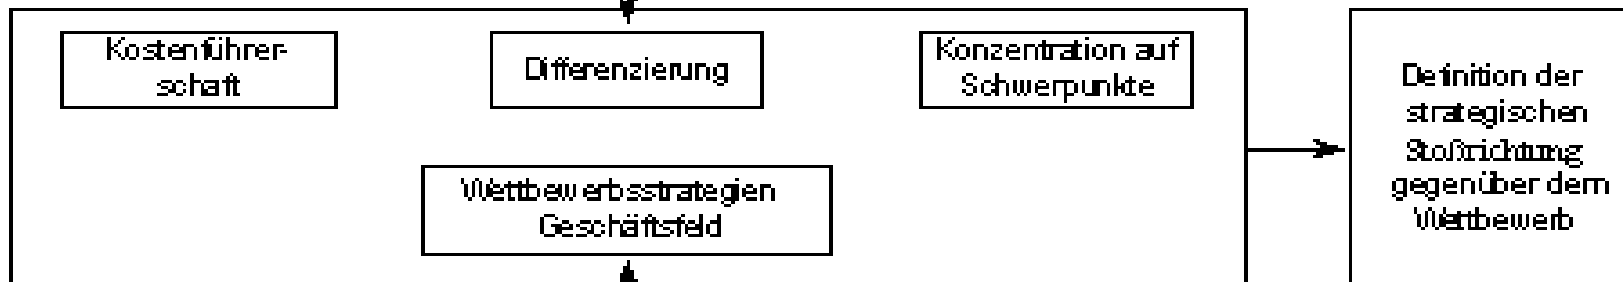 Kostenführer-
schaft
Differenzierung
Konzentration auf
Schwerpunkte
Wettbewerbsstrategien
Geschäftsfeld
Definition der
strategischen
Stoßrichtung
gegenüber dem
Wettbewerb